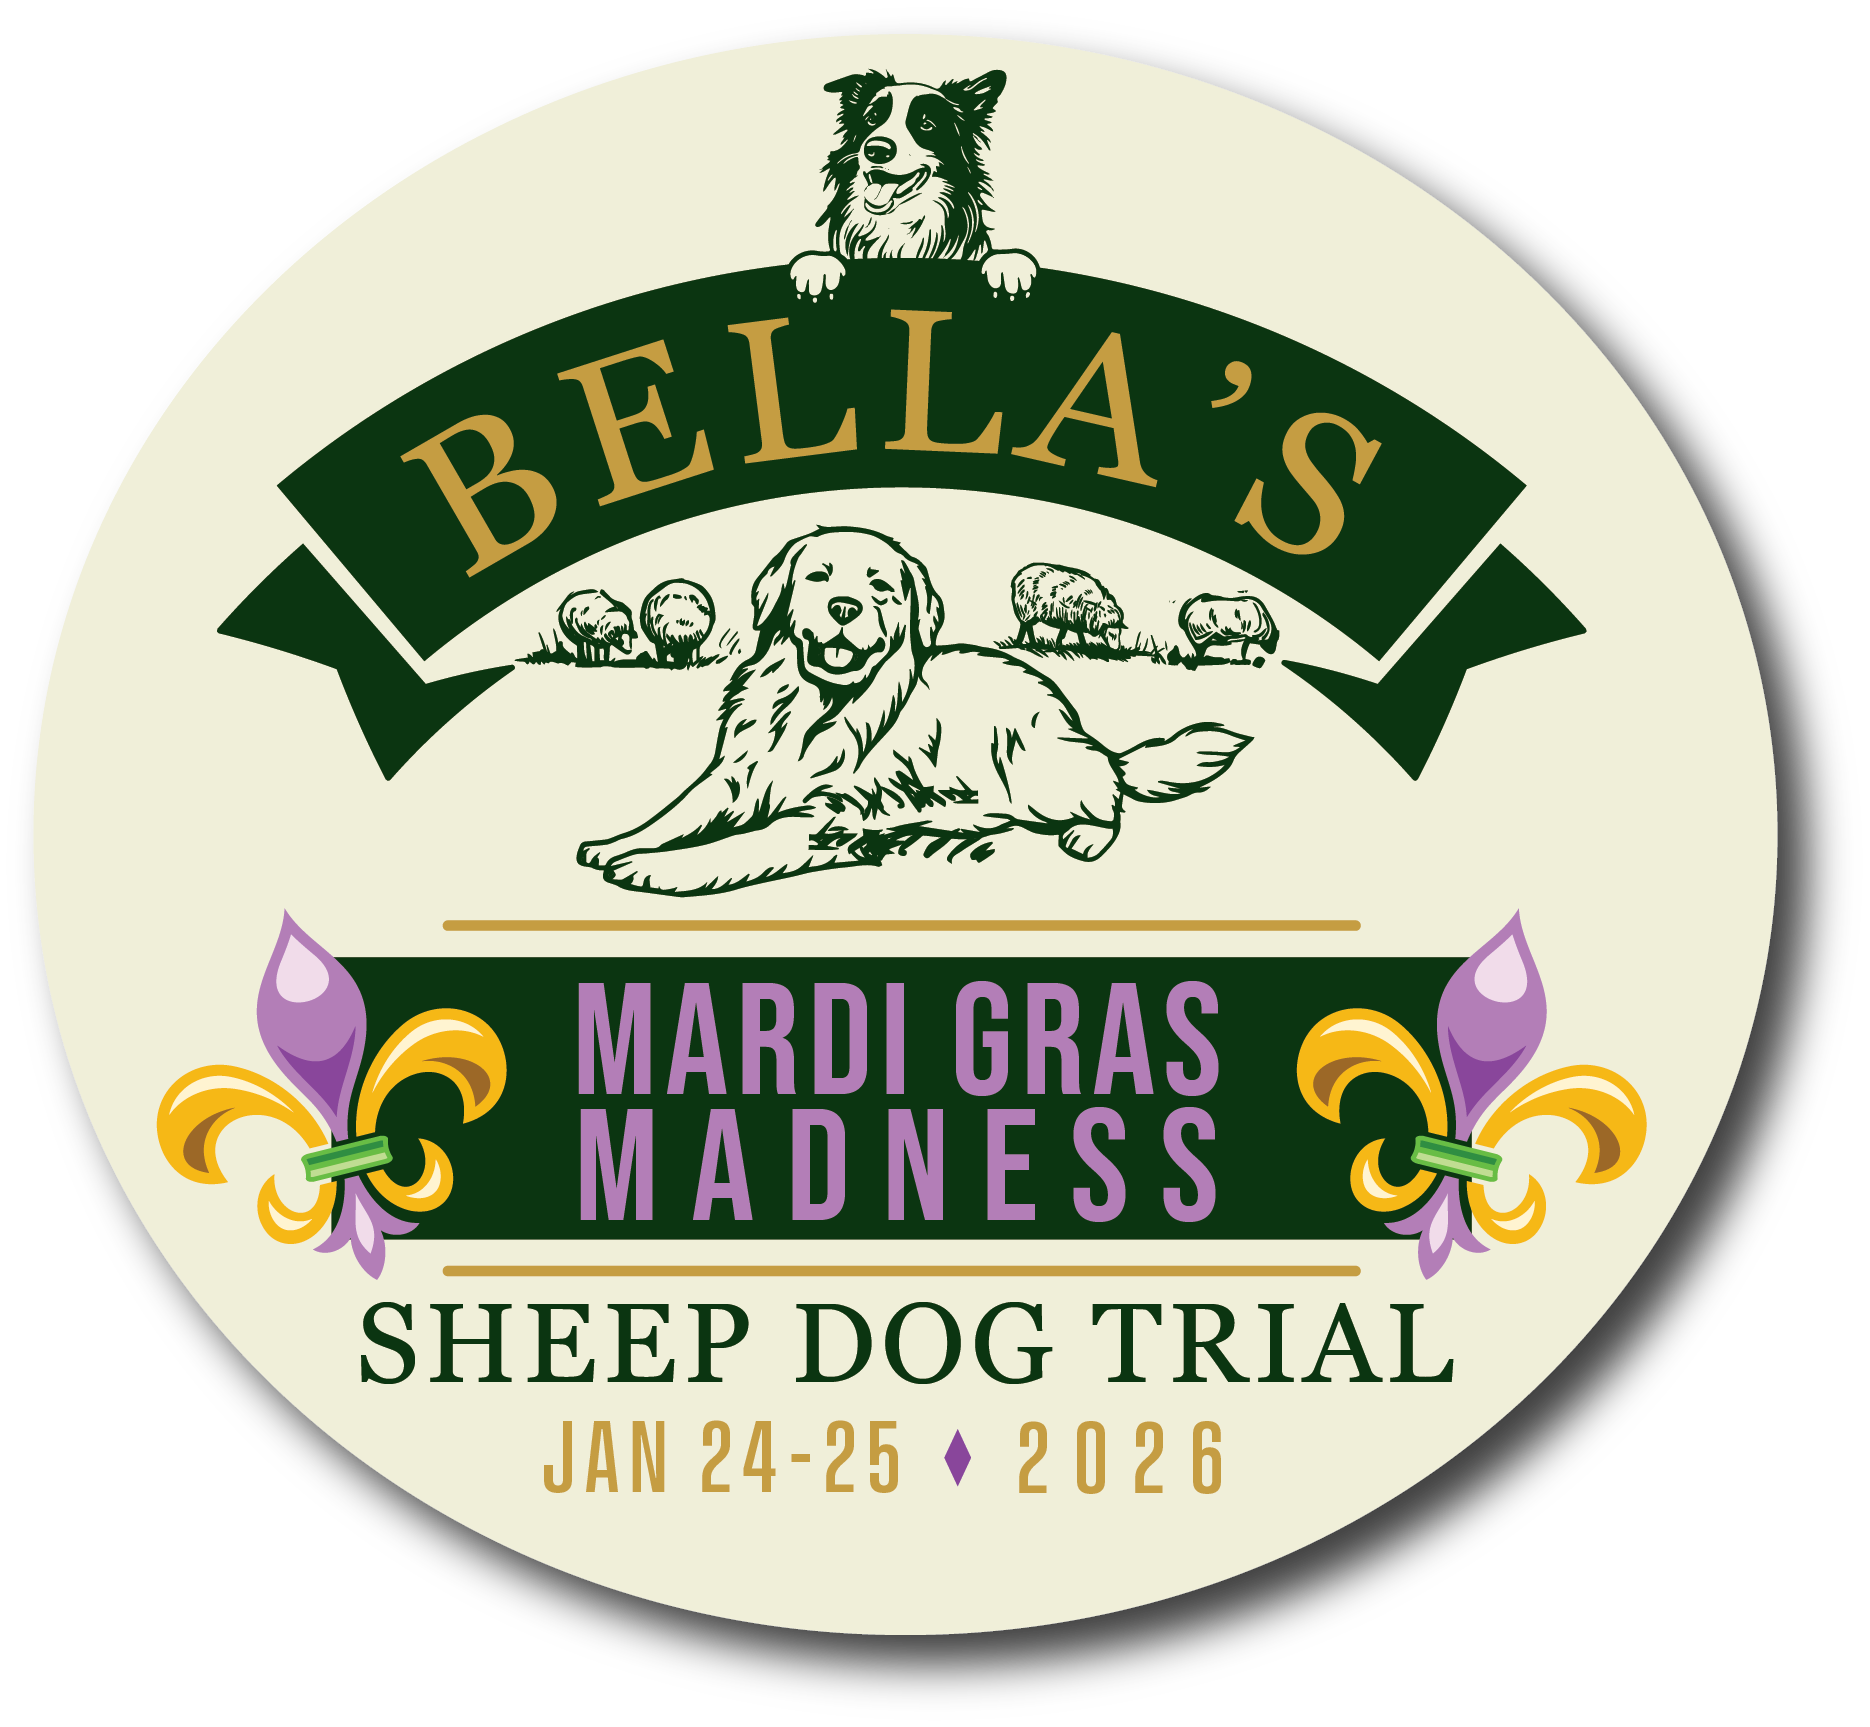 BELLA'S
MARDI GRAS
MADNESS
SHEEP DOG TRIAL
JAN 24-25 ♦ 2026